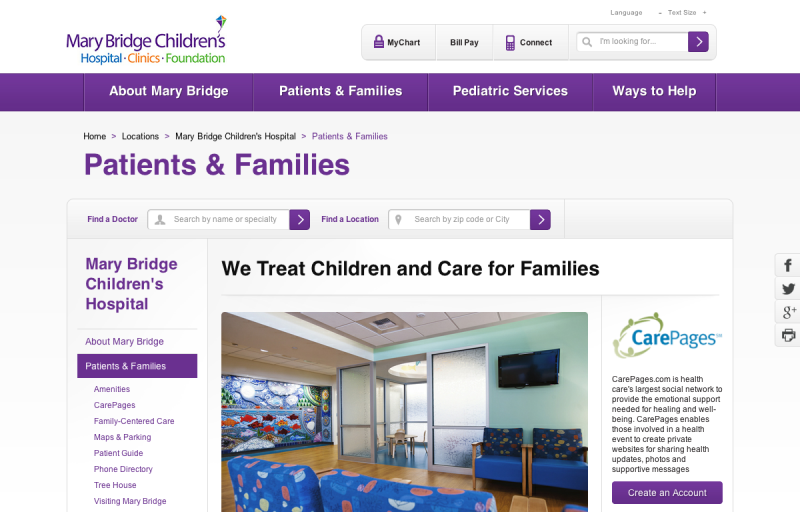 Language - Text Size +
Mary Bridge Children's
Hospital · Clinics · Foundation
MyChart
Bill Pay
Connect
I'm looking for...
About Mary Bridge
Patients & Families
Pediatric Services
Ways to Help
Home > Locations > Mary Bridge Children's Hospital > Patients & Families
Patients & Families
Find a Doctor
Search by name or specialty
Find a Location
Search by zip code or City
Mary Bridge
Children's
Hospital
About Mary Bridge
Patients & Families
Amenities
CarePages
Family-Centered Care
Maps & Parking
Patient Guide
Phone Directory
Tree House
Visiting Mary Bridge
We Treat Children and Care for Families
CarePages™
CarePages.com is health
care's largest social network to
provide the emotional support
needed for healing and well-
being. CarePages enables
those involved in a health
event to create private
websites for sharing health
updates, photos and
supportive messages
Create an Account